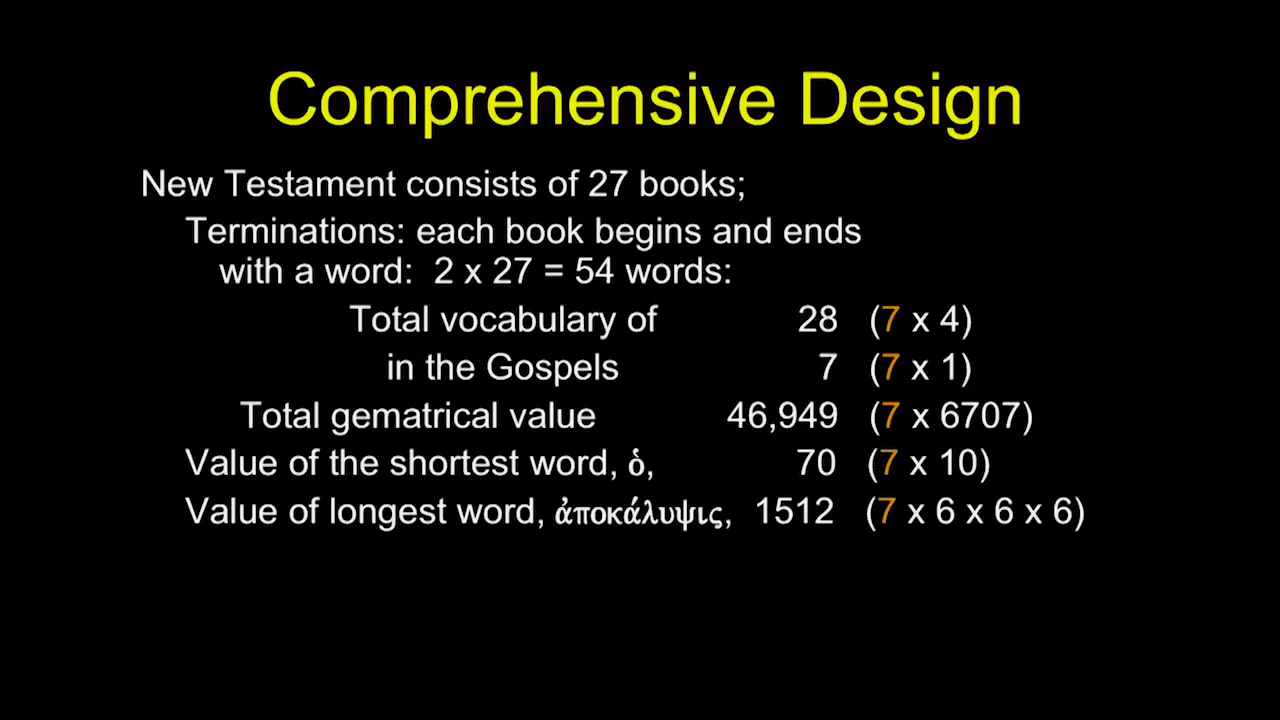 Comprehensive Design
New Testament consists of 27 books;
Terminations: each book begins and ends
with a word: 2 x 27 = 54 words:
Total vocabulary of 28 (7 x 4)
in the Gospels 7 (7 x 1)
Total gematrical value 46,949 (7 x 6707)
Value of the shortest word, ὁ, 70 (7 x 10)
Value of longest word, ἀποκάλυψις, 1512 (7 x 6 x 6 x 6)